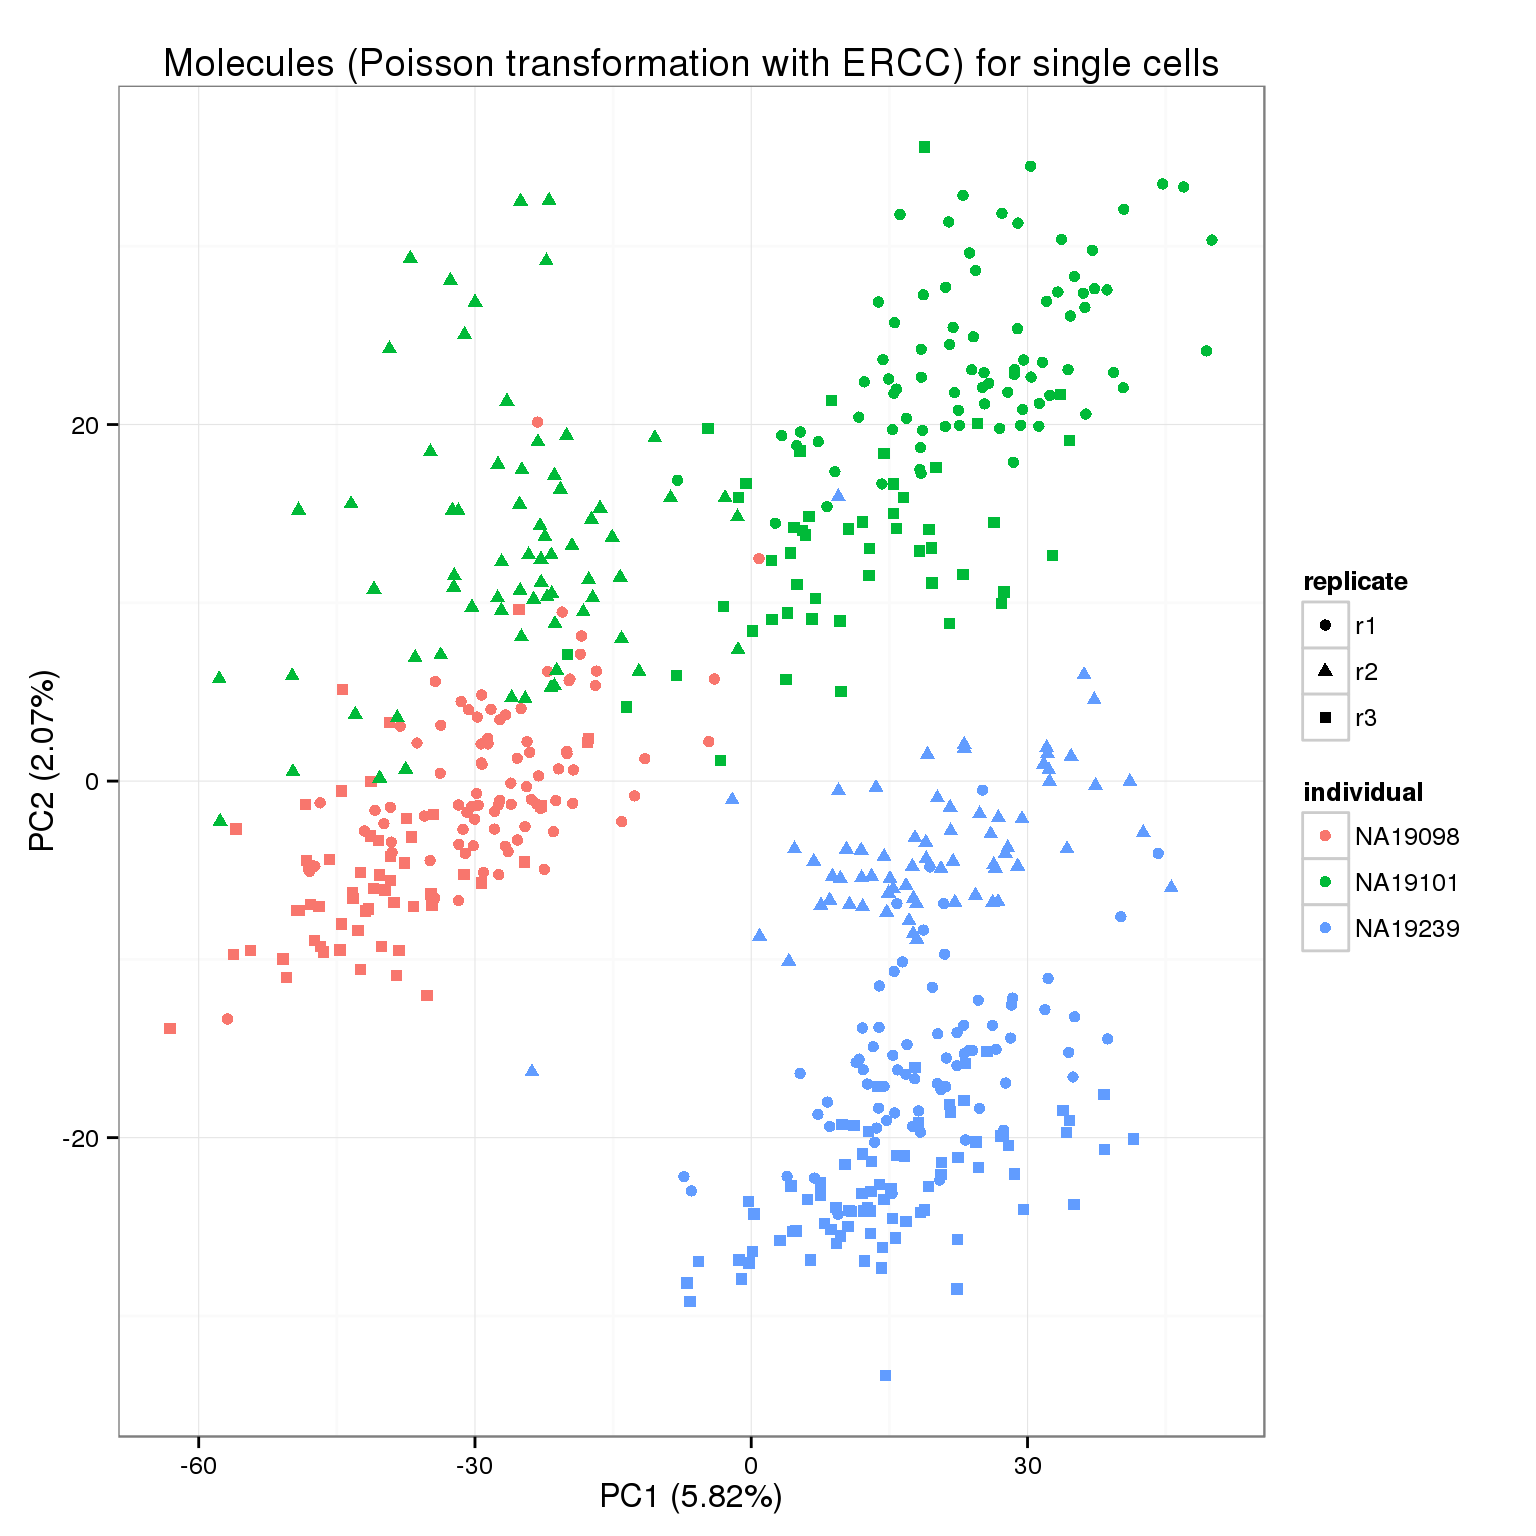 Molecules (Poisson transformation with ERCC) for single cells
20
0
-20
PC2 (2.07%)
-60
-30
0
30
PC1 (5.82%)
replicate
r1
r2
r3
individual
NA19098
NA19101
NA19239